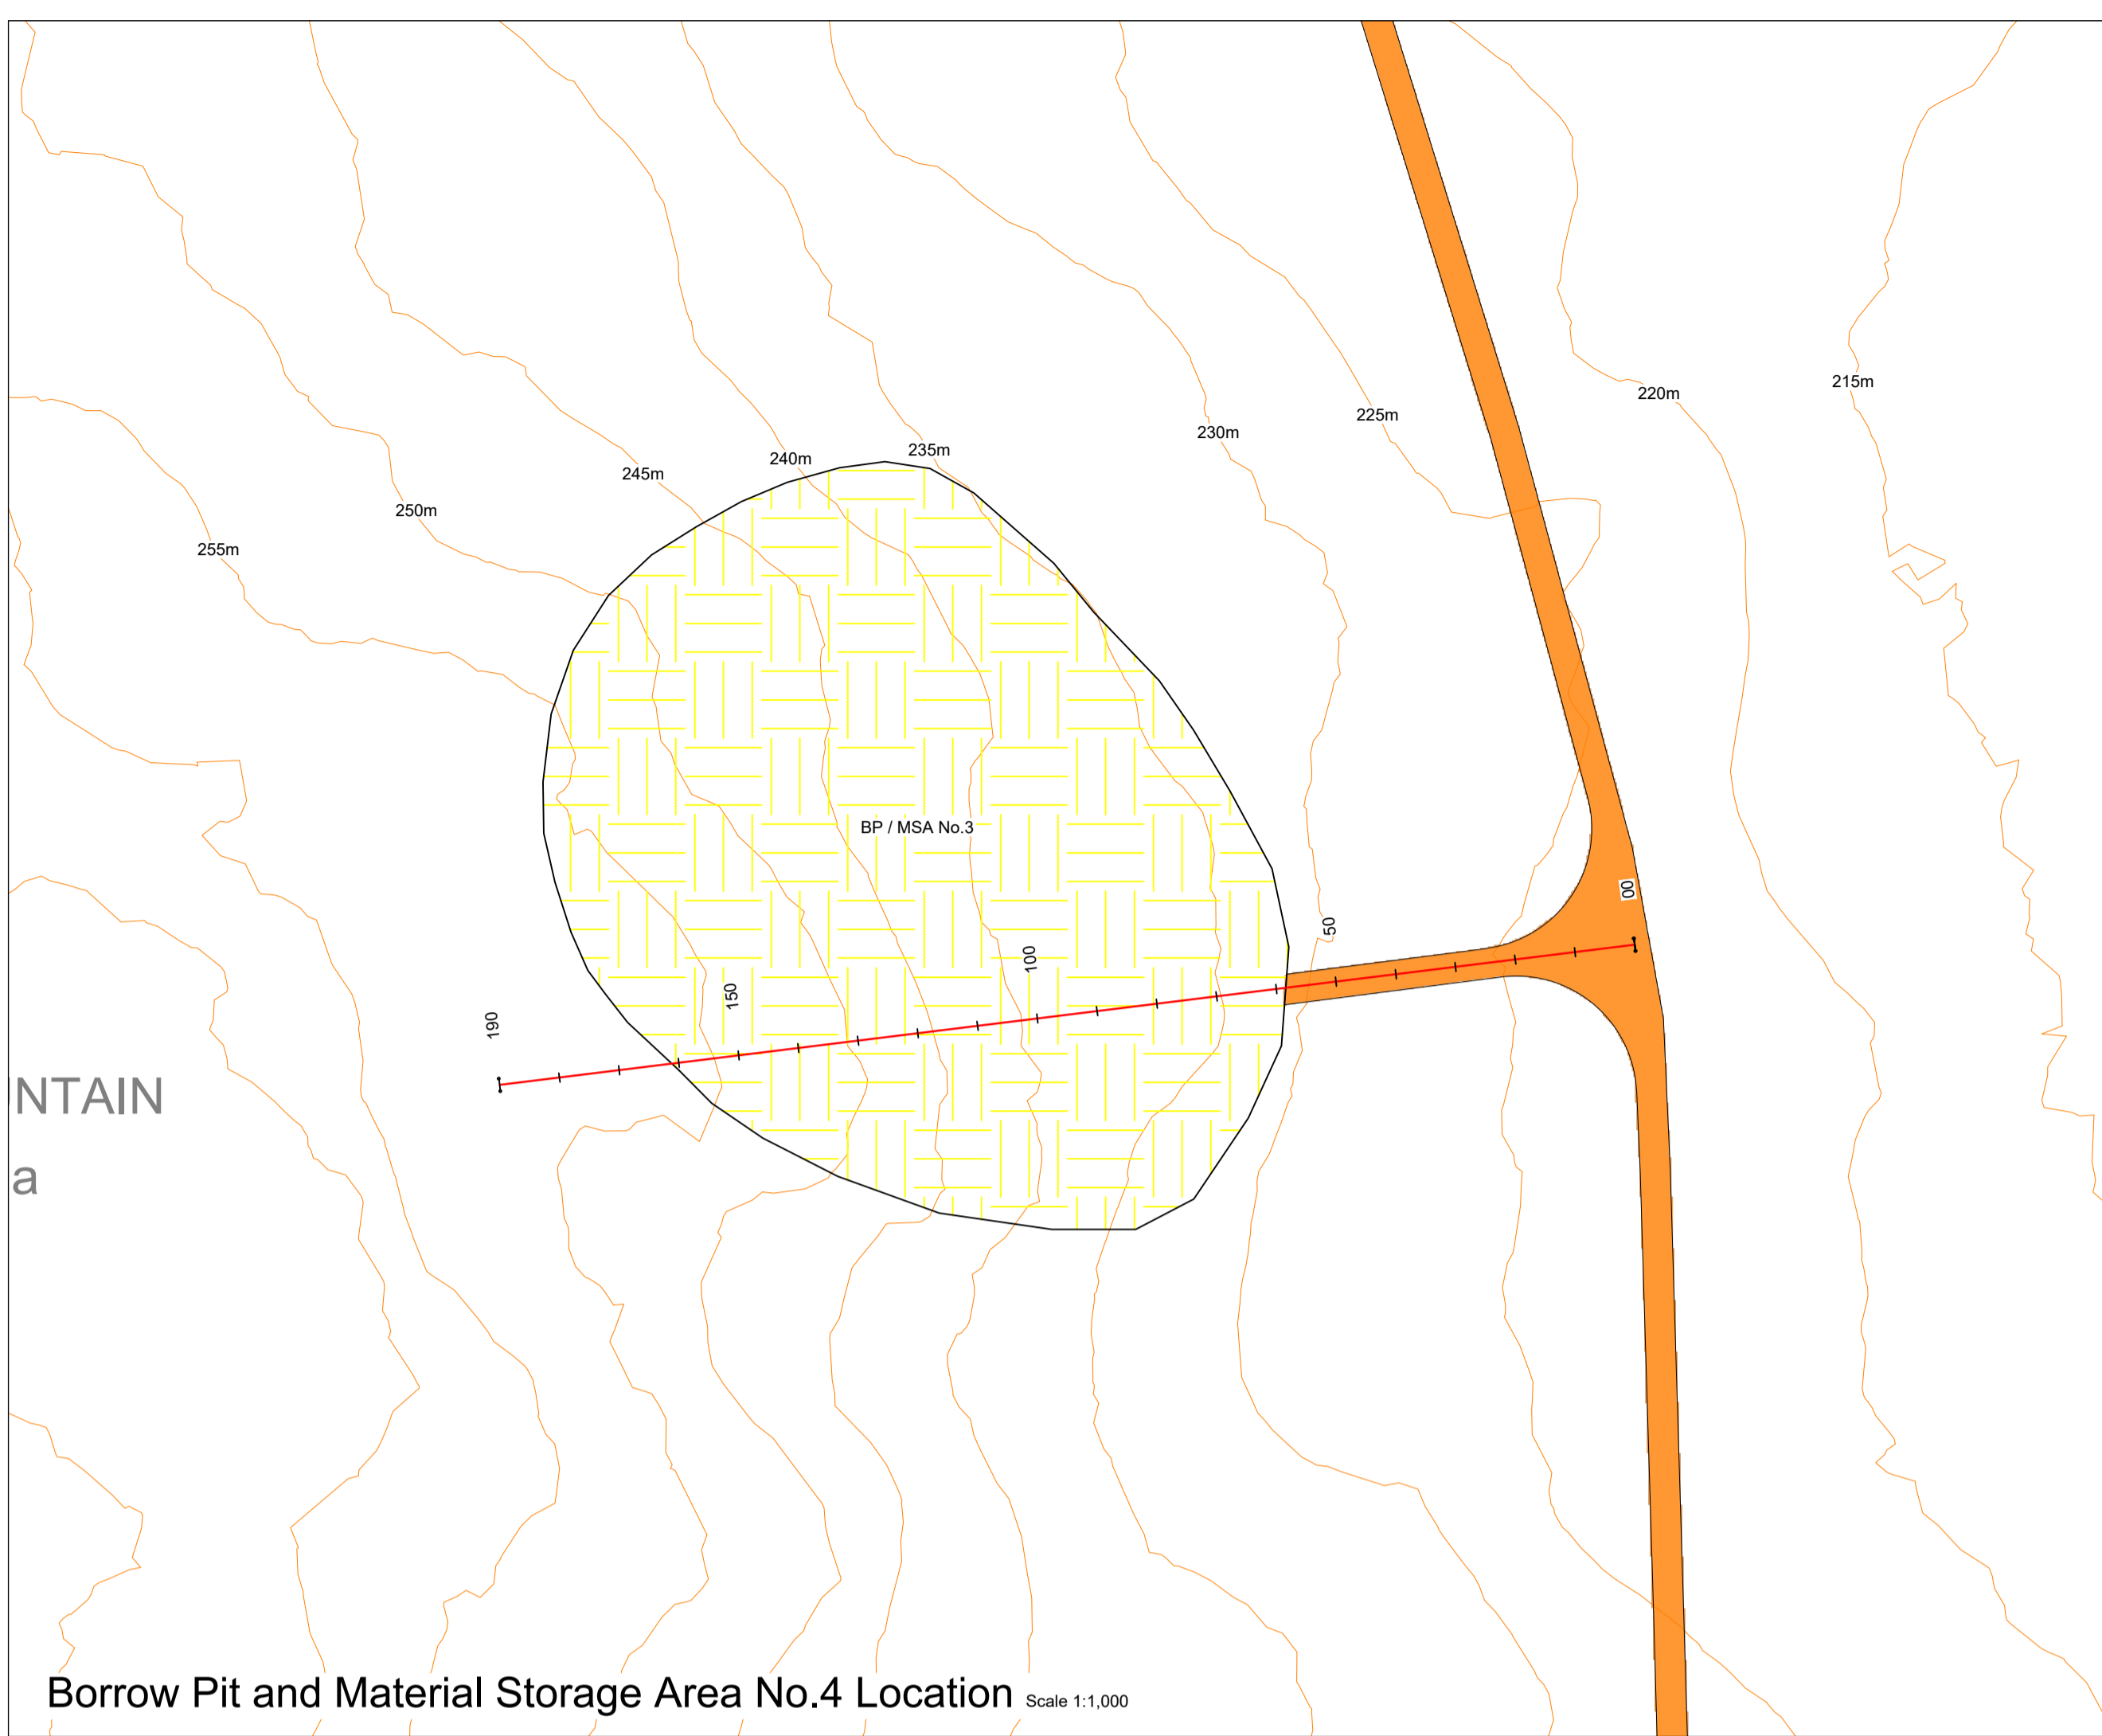 215m
220m
225m
230m
235m
240m
245m
250m
255m
BP / MSA No.3
00
50
100
150
190
NTAIN
a
Borrow Pit and Material Storage Area No.4 Location Scale 1:1,000